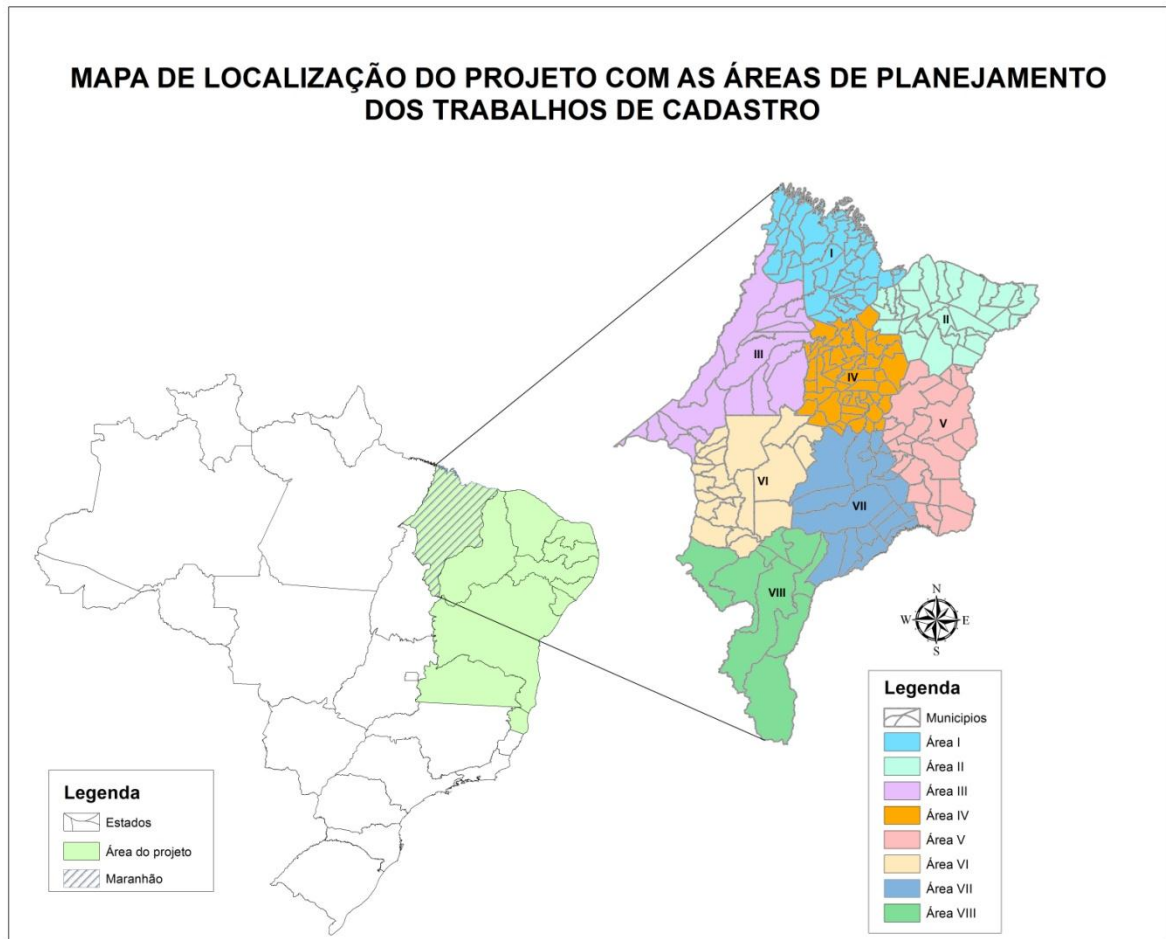 MAPA DE LOCALIZAÇÃO DO PROJETO COM AS ÁREAS DE PLANEJAMENTO
DOS TRABALHOS DE CADASTRO
I
II
III
IV
V
VI
VII
VIII
N
W E
S
Legenda
Estados
Área do projeto
Maranhão
Legenda
Municipios
Área I
Área II
Área III
Área IV
Área V
Área VI
Área VII
Área VIII